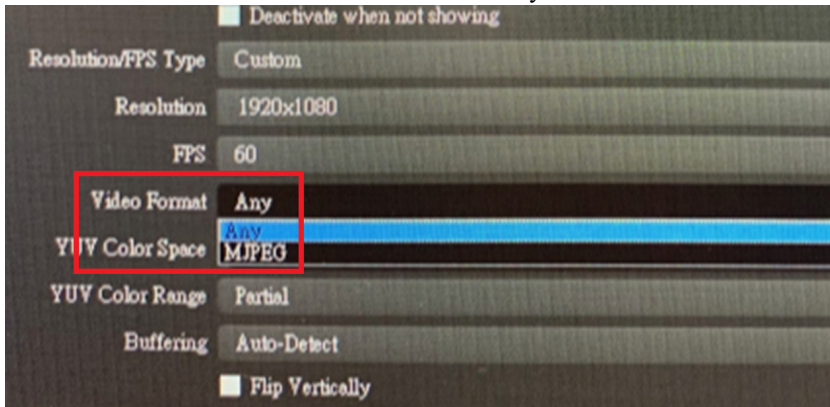 Deactivate when not showing
Resolution/FPS Type Custom
Resolution 1920x1080
FPS 60
Video Format Any
Any
YUV Color Space MJPEG
YUV Color Range Partial
Buffering Auto-Detect
Flip Vertically